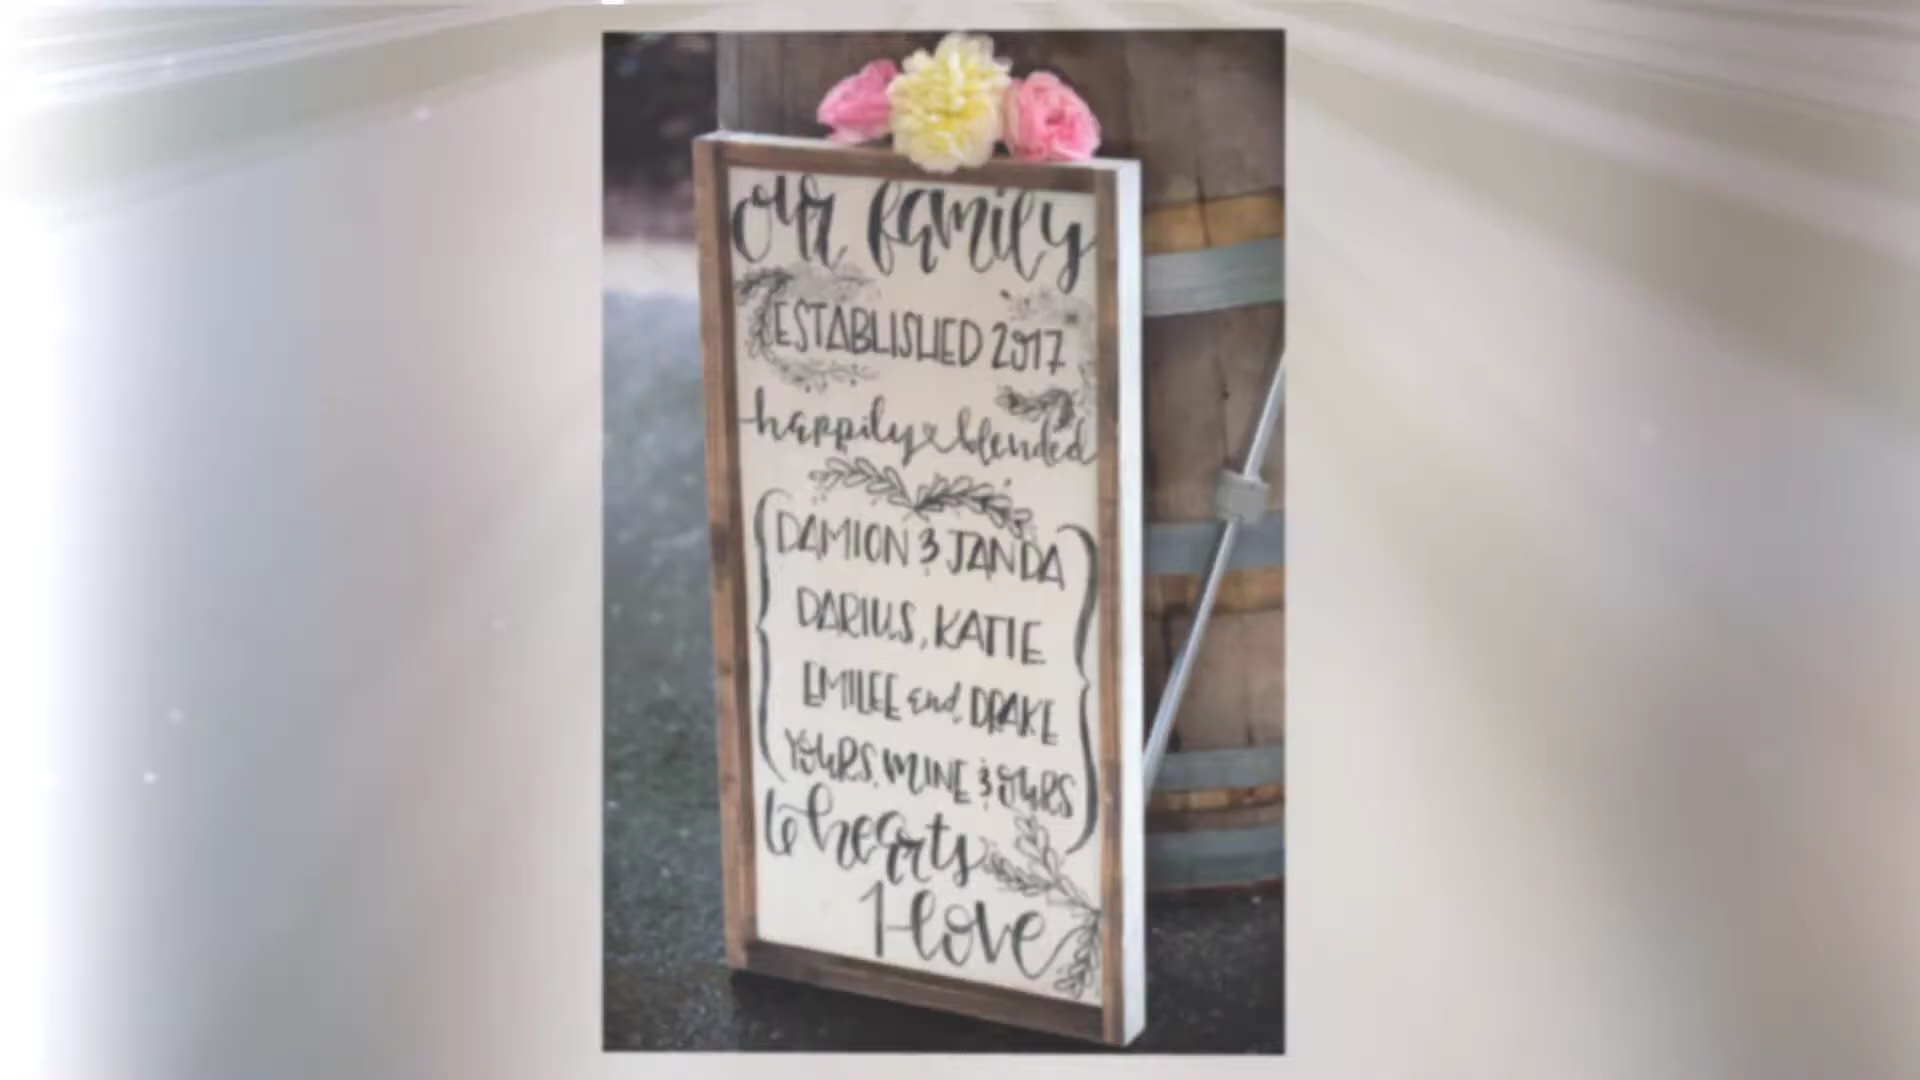 our family
ESTABLISHED 2017
happily blended
DAMION & JANDA
DARIUS, KATIE
EMILEE and DRAKE
YOURS, MINE & OURS
6 hearts
1 love